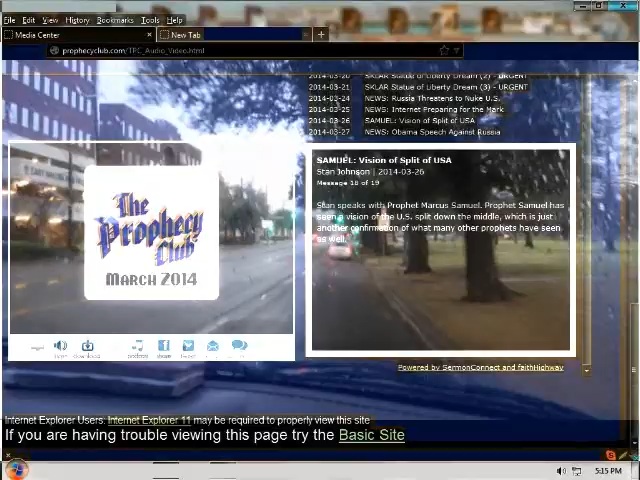 File Edit View History Bookmarks Tools Help
Media Center × New Tab +
prophecyclub.com/TPC_Audio_Video.html
2014-03-20 SKLAR Statue of Liberty Dream (2) - URGENT
2014-03-21 SKLAR Statue of Liberty Dream (3) - URGENT
2014-03-24 NEWS: Russia Threatens to Nuke U.S.
2014-03-25 NEWS: Internet Preparing for the Mark
2014-03-26 SAMUEL: Vision of Split of USA
2014-03-27 NEWS: Obama Speech Against Russia
The
Prophecy
Club
MARCH 2014
SAMUEL: Vision of Split of USA
Stan Johnson | 2014-03-26
Message 18 of 19
Stan speaks with Prophet Marcus Samuel. Prophet Samuel has
seen a vision of the U.S. split down the middle, which is just
another confirmation of what many other prophets have seen
as well.
download podcast share tweet
Powered by SermonConnect and faithHighway
Internet Explorer Users: Internet Explorer 11 may be required to properly view this site
If you are having trouble viewing this page try the Basic Site
5:15 PM